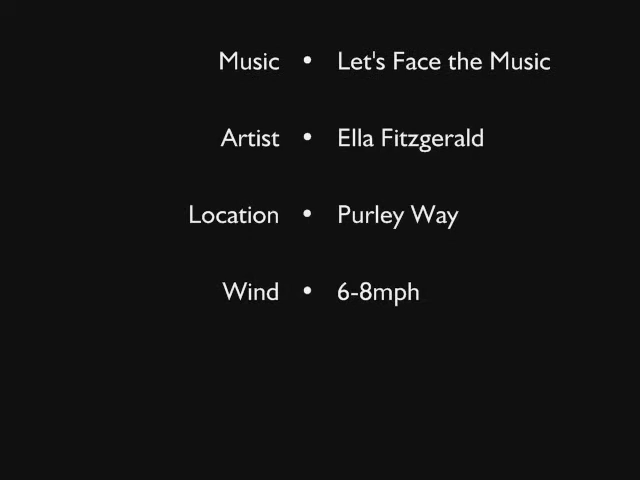 Music • Let's Face the Music
Artist • Ella Fitzgerald
Location • Purley Way
Wind • 6-8mph